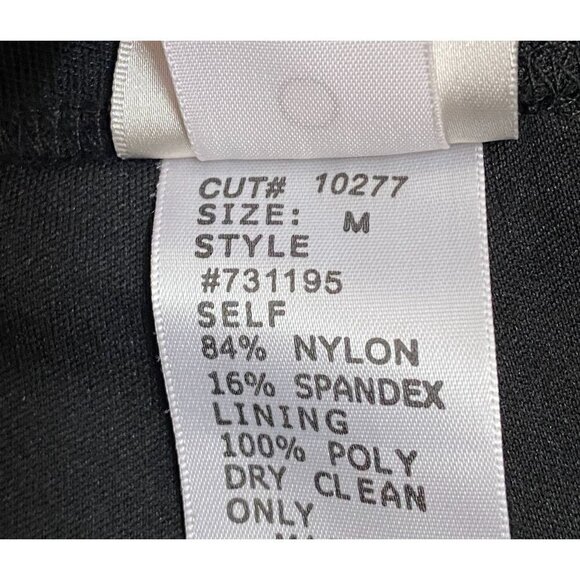 CUT# 10277
SIZE: M
STYLE
#731195
SELF
84% NYLON
16% SPANDEX
LINING
100% POLY
DRY CLEAN
ONLY